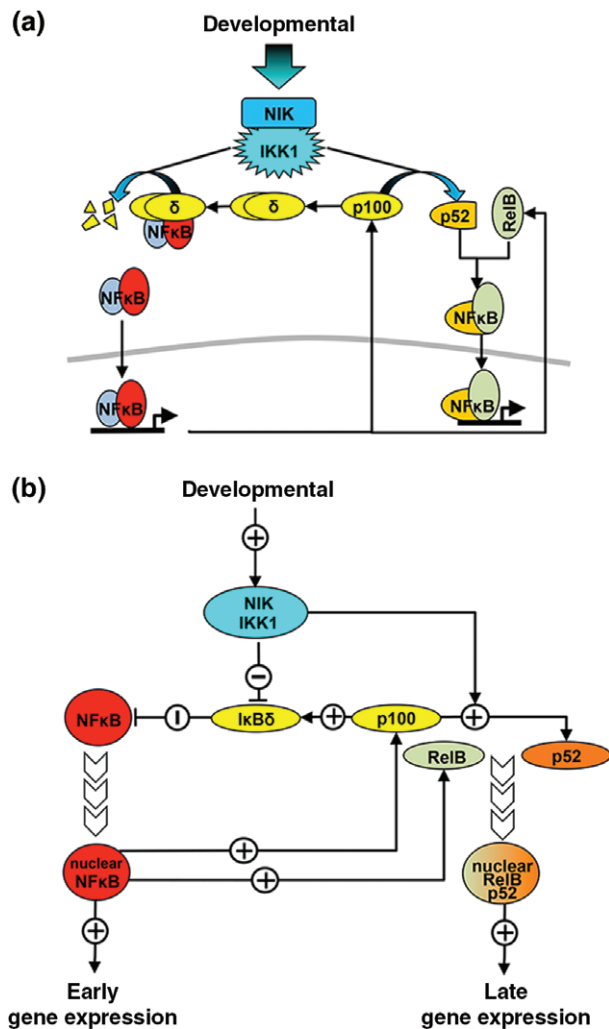 (a)
Developmental
NIK
IKK1
δ
δ
p100
p52
RelB
NFκB
NFκB
NFκB
NFκB
NFκB
(b)
Developmental
+
NIK
IKK1
−
NFκB
−
IκBδ
+
p100
+
RelB
p52
nuclear
NFκB
+
+
nuclear
RelB
p52
+
+
Early
gene expression
Late
gene expression